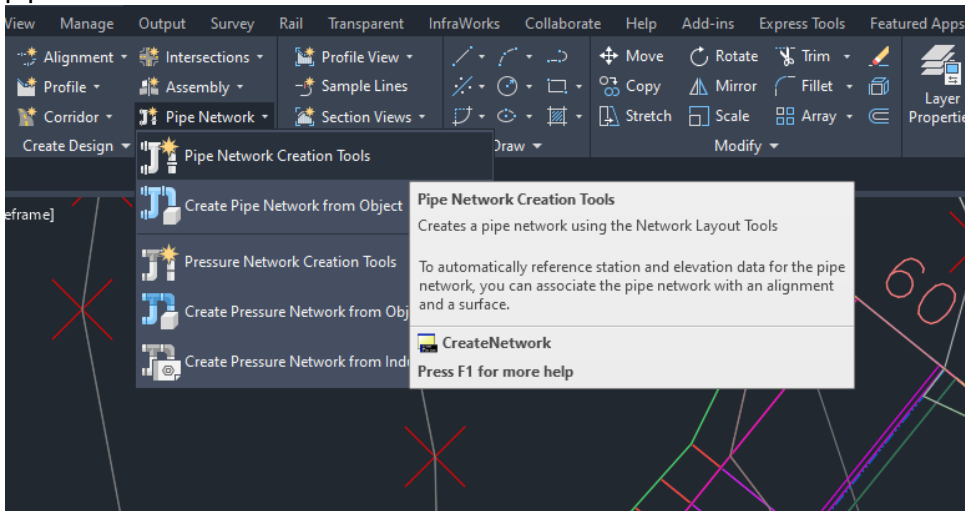 View Manage Output Survey Rail Transparent InfraWorks Collaborate Help Add-ins Express Tools Featured Apps
Alignment Intersections Profile View Move Rotate Trim
Profile Assembly Sample Lines Copy Mirror Fillet Layer
Corridor Pipe Network Section Views Stretch Scale Array Properti
Create Design Draw Modify
Pipe Network Creation Tools
eframe]
Create Pipe Network from Object
Pressure Network Creation Tools
Create Pressure Network from Obj
Create Pressure Network from Ind
Pipe Network Creation Tools
Creates a pipe network using the Network Layout Tools
To automatically reference station and elevation data for the pipe
network, you can associate the pipe network with an alignment
and a surface.
CreateNetwork
Press F1 for more help
60